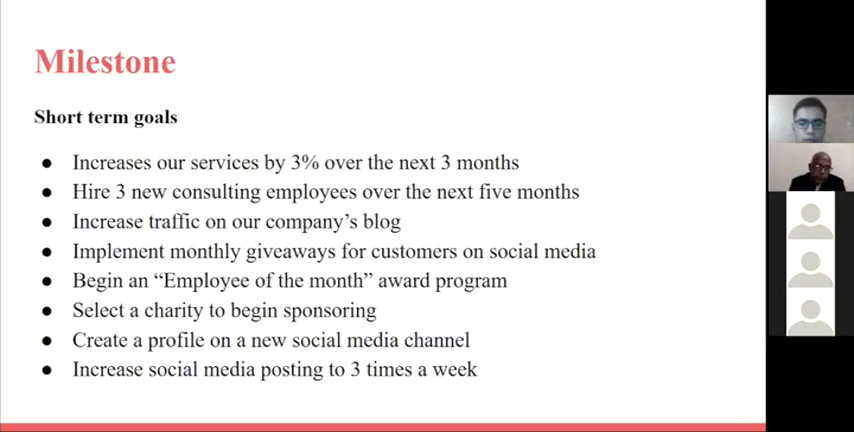 Milestone
Short term goals
● Increases our services by 3% over the next 3 months
● Hire 3 new consulting employees over the next five months
● Increase traffic on our company’s blog
● Implement monthly giveaways for customers on social media
● Begin an “Employee of the month” award program
● Select a charity to begin sponsoring
● Create a profile on a new social media channel
● Increase social media posting to 3 times a week